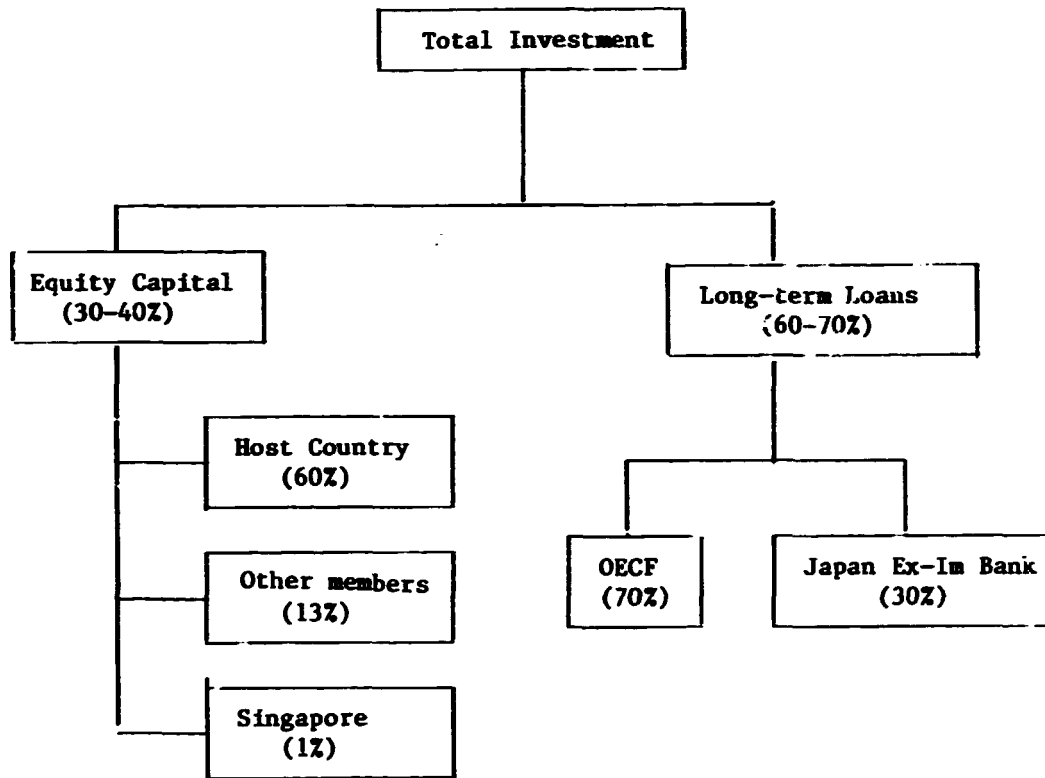 Total Investment
Equity Capital
(30-40%)
Long-term Loans
(60-70%)
Host Country
(60%)
Other members
(13%)
Singapore
(1%)
OECF
(70%)
Japan Ex-Im Bank
(30%)